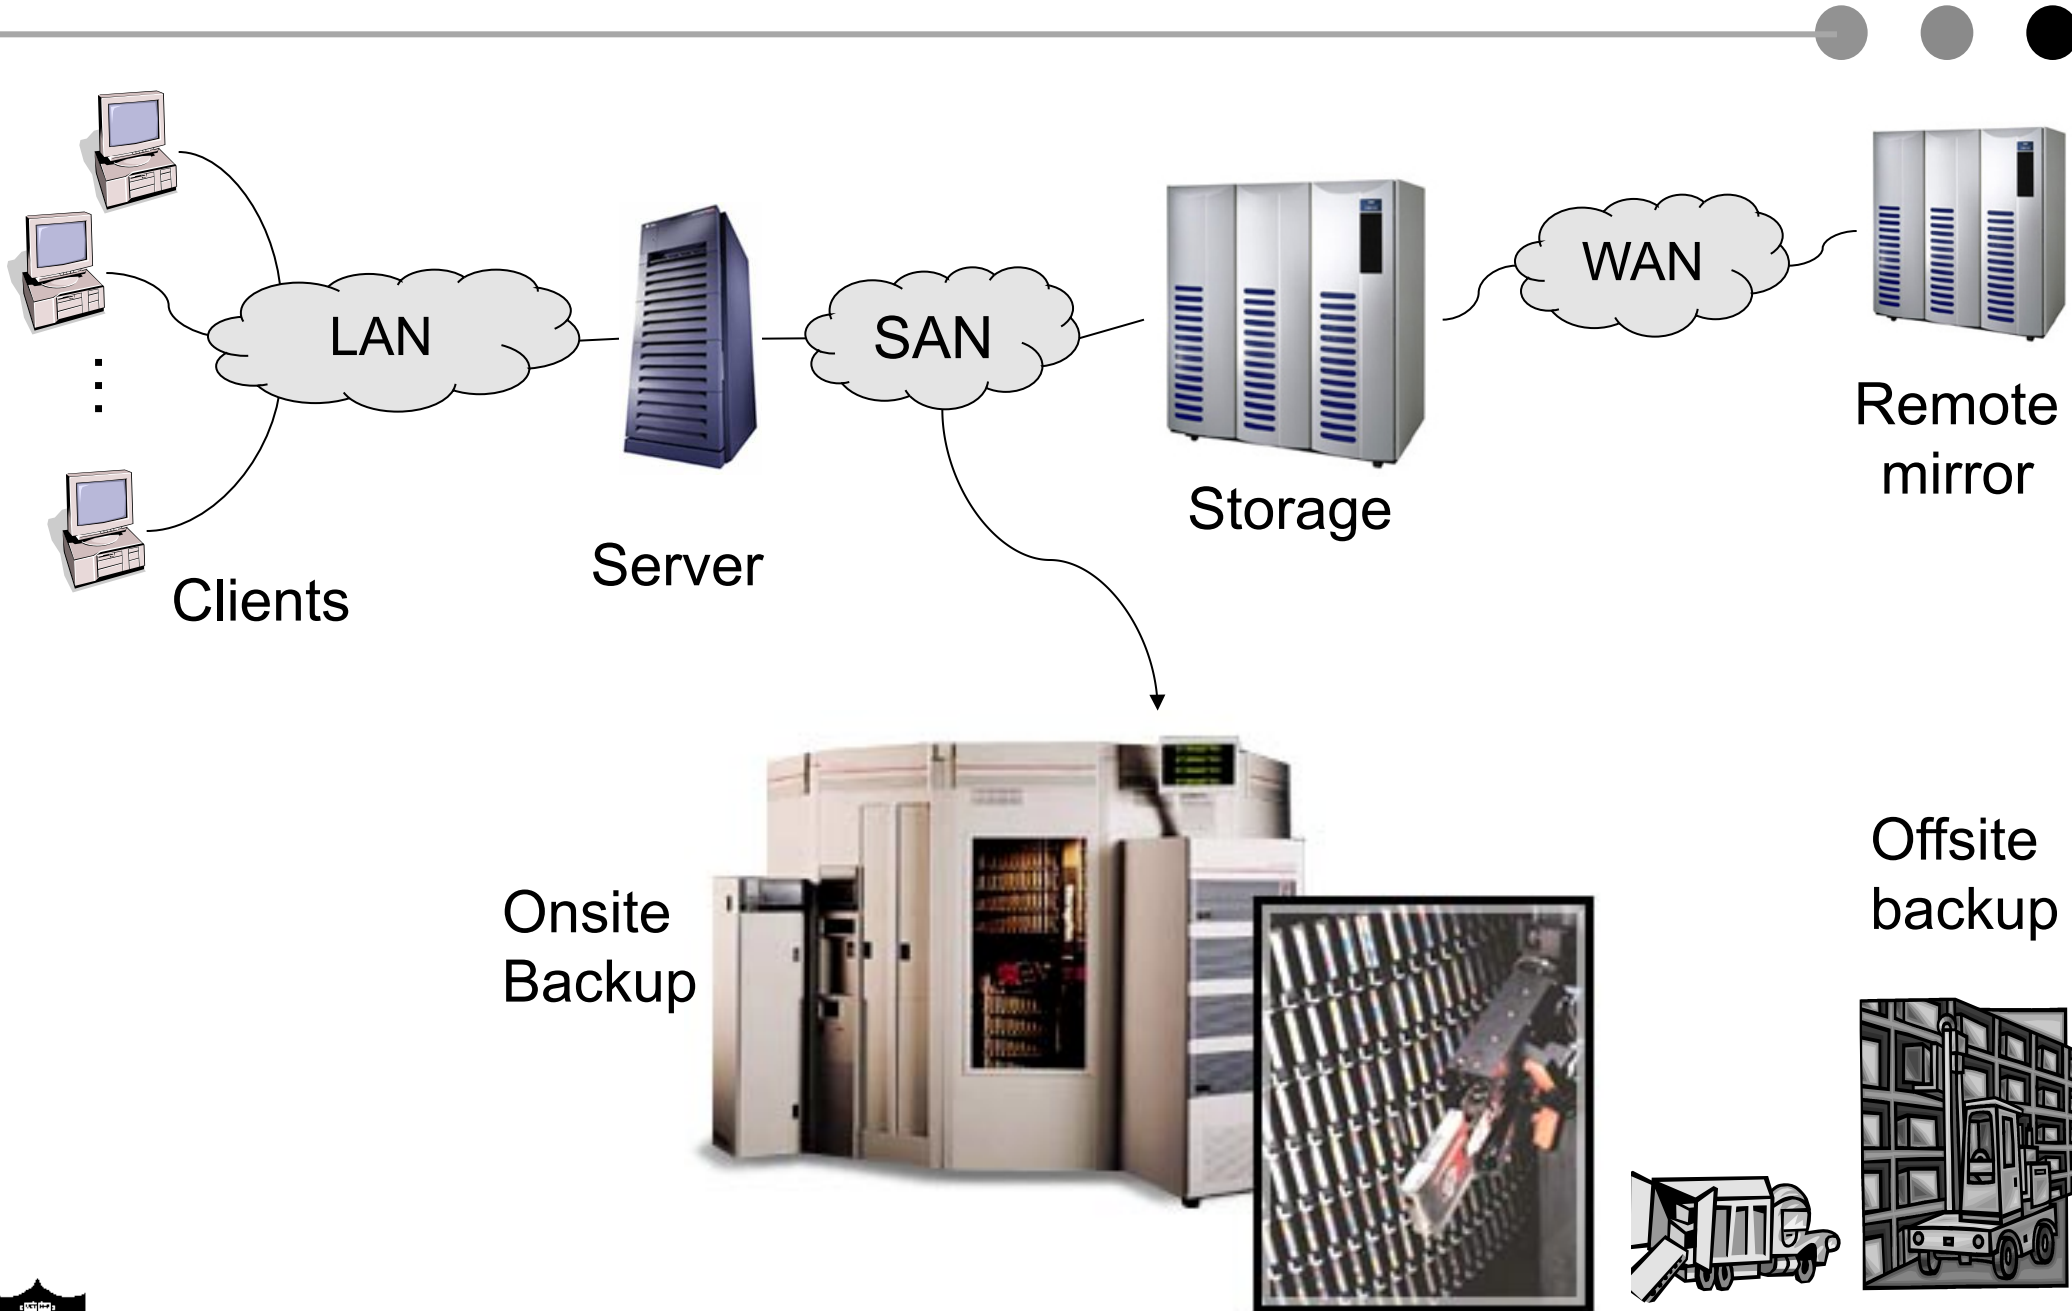 LAN
SAN
WAN
Clients
Server
Storage
Remote
mirror
Onsite
Backup
Offsite
backup